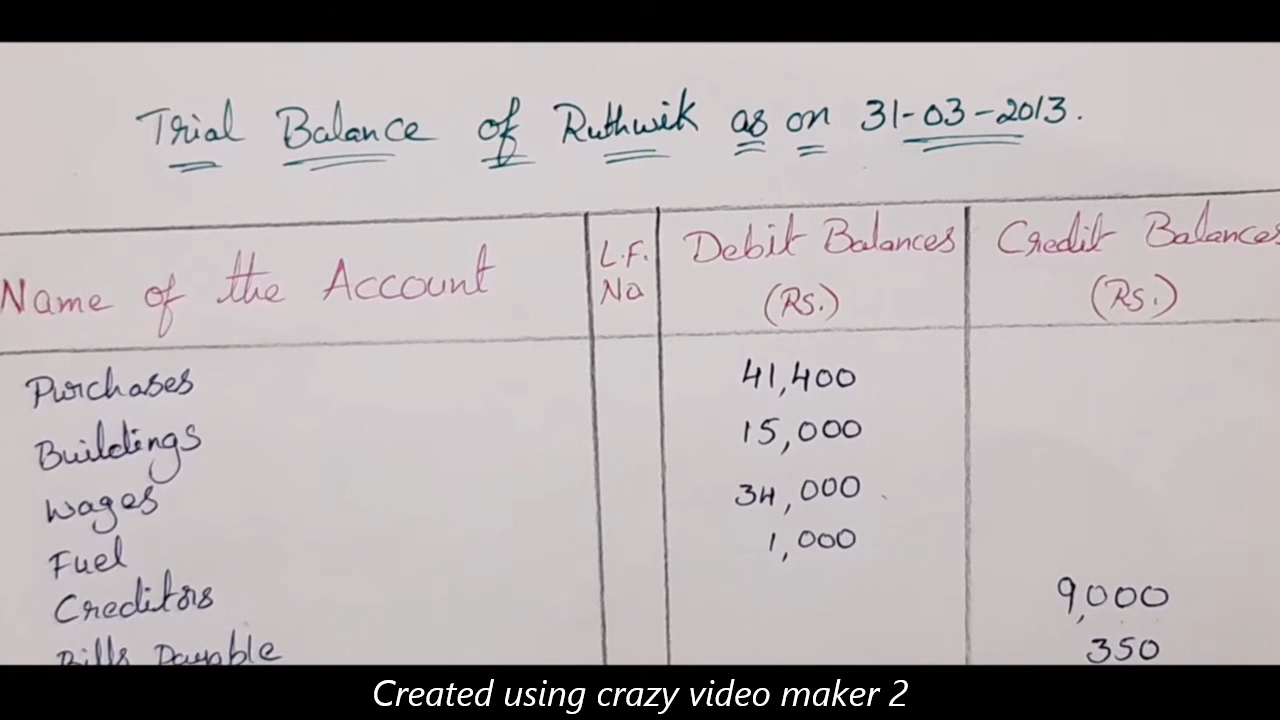 Trial Balance of Ruthwik as on 31-03-2013.
Name of the Account L.F. No Debit Balances (Rs.) Credit Balances (Rs.)
Purchases 41,400
Buildings 15,000
Wages 34,000
Fuel 1,000
Creditors 9,000
Bills Payable 350
Created using crazy video maker 2